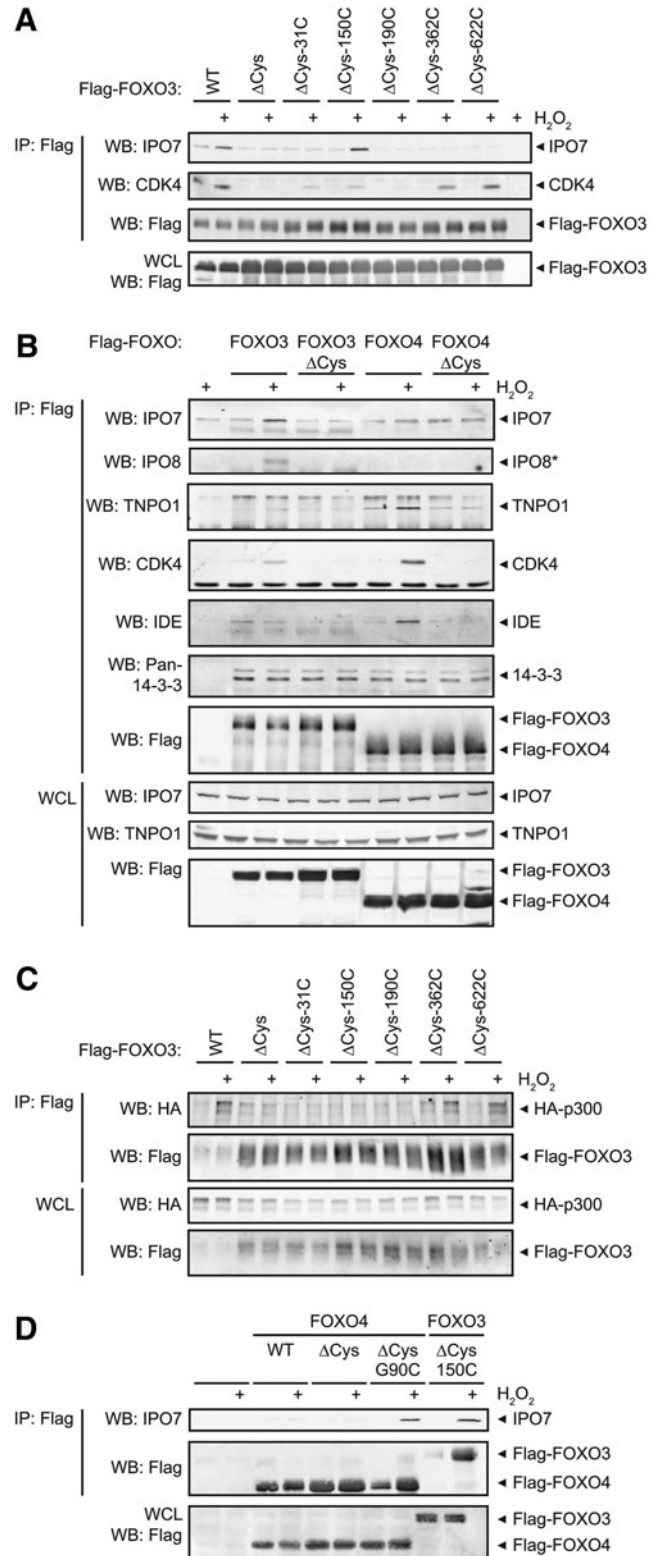 A
Flag-FOXO3: WT ΔCys ΔCys-31C ΔCys-150C ΔCys-190C ΔCys-362C ΔCys-622C
+ + + + + + + + H₂O₂
IP: Flag WB: IPO7 ◄ IPO7
WB: CDK4 ◄ CDK4
WB: Flag ◄ Flag-FOXO3
WCL
WB: Flag ◄ Flag-FOXO3
B
Flag-FOXO: FOXO3 FOXO3 ΔCys FOXO4 FOXO4 ΔCys
+ + + + + H₂O₂
IP: Flag WB: IPO7 ◄ IPO7
WB: IPO8 ◄ IPO8*
WB: TNPO1 ◄ TNPO1
WB: CDK4 ◄ CDK4
WB: IDE ◄ IDE
WB: Pan-
14-3-3 ◄ 14-3-3
WB: Flag ◄ Flag-FOXO3
◄ Flag-FOXO4
WCL WB: IPO7 ◄ IPO7
WB: TNPO1 ◄ TNPO1
WB: Flag ◄ Flag-FOXO3
◄ Flag-FOXO4
C
Flag-FOXO3: WT ΔCys ΔCys-31C ΔCys-150C ΔCys-190C ΔCys-362C ΔCys-622C
+ + + + + + + H₂O₂
IP: Flag WB: HA ◄ HA-p300
WB: Flag ◄ Flag-FOXO3
WCL WB: HA ◄ HA-p300
WB: Flag ◄ Flag-FOXO3
D
FOXO4 FOXO3
WT ΔCys ΔCys G90C ΔCys 150C
+ + + + + H₂O₂
IP: Flag WB: IPO7 ◄ IPO7
WB: Flag ◄ Flag-FOXO3
◄ Flag-FOXO4
WCL ◄ Flag-FOXO3
WB: Flag ◄ Flag-FOXO4